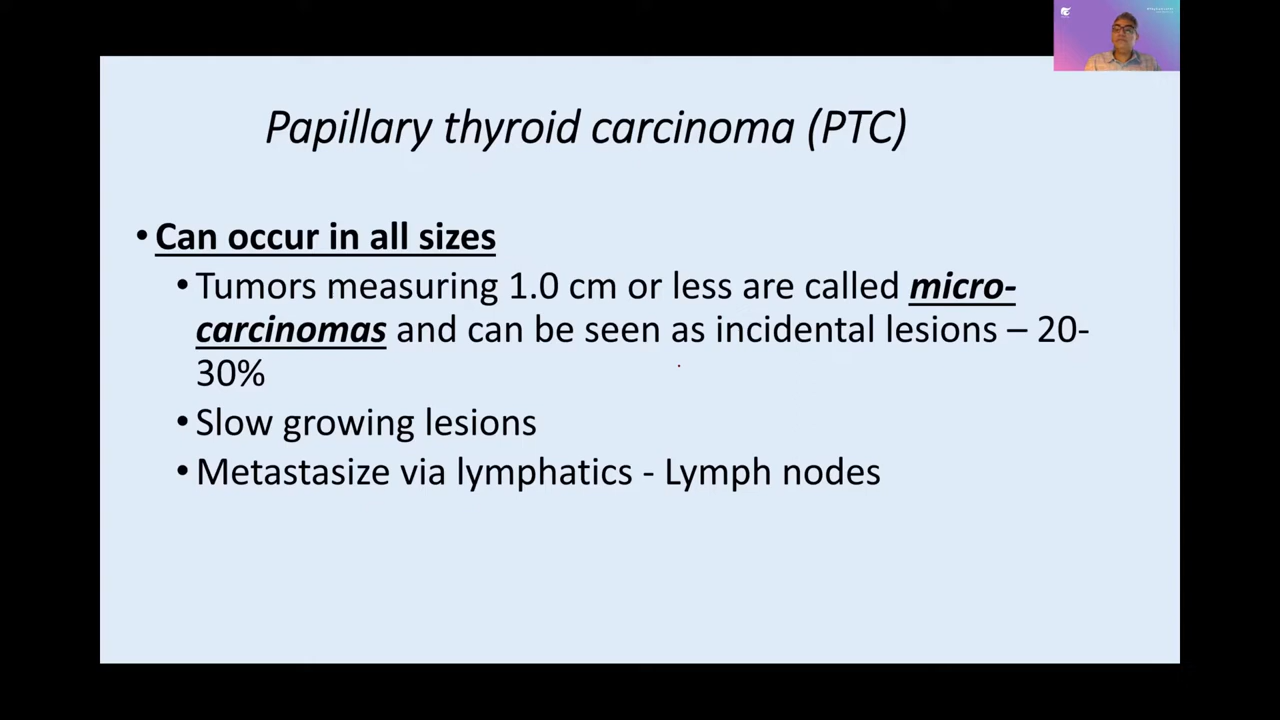 Papillary thyroid carcinoma (PTC)
•Can occur in all sizes
•Tumors measuring 1.0 cm or less are called micro-
carcinomas and can be seen as incidental lesions – 20-
30%
•Slow growing lesions
•Metastasize via lymphatics - Lymph nodes